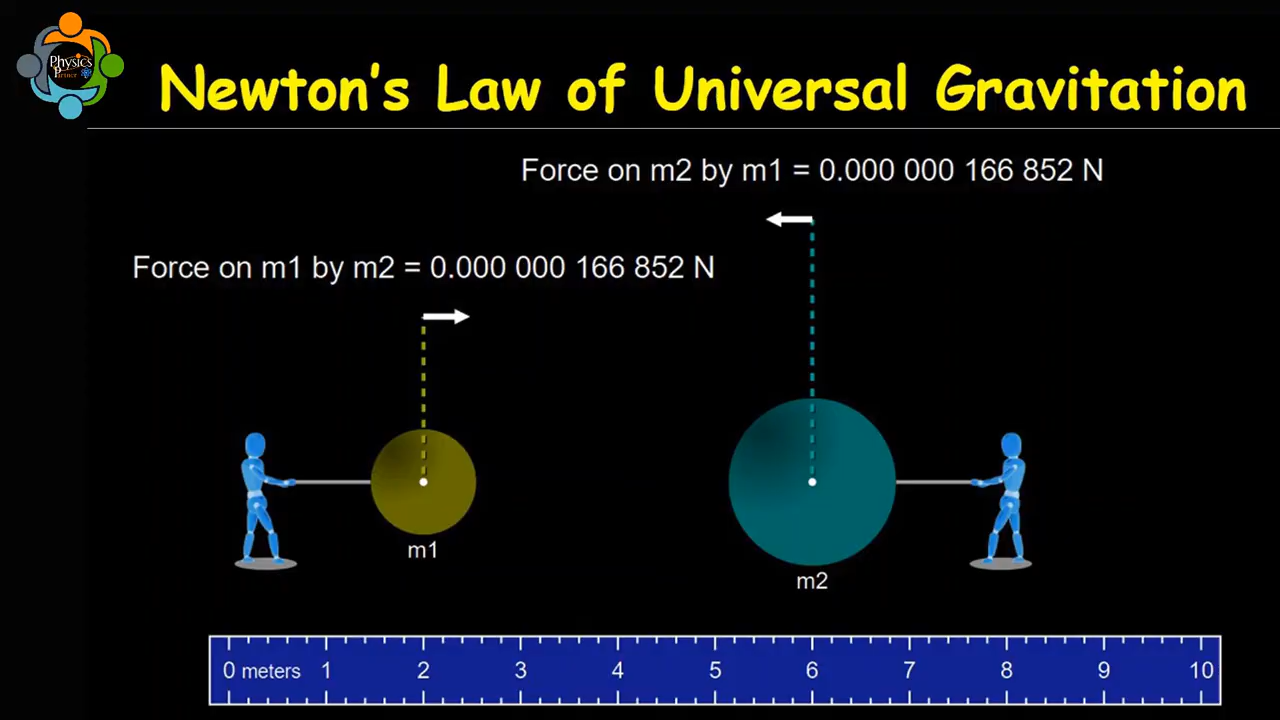 Physics
Partner
Newton's Law of Universal Gravitation
Force on m2 by m1 = 0.000 000 166 852 N
Force on m1 by m2 = 0.000 000 166 852 N
m1
m2
0 meters 1 2 3 4 5 6 7 8 9 10